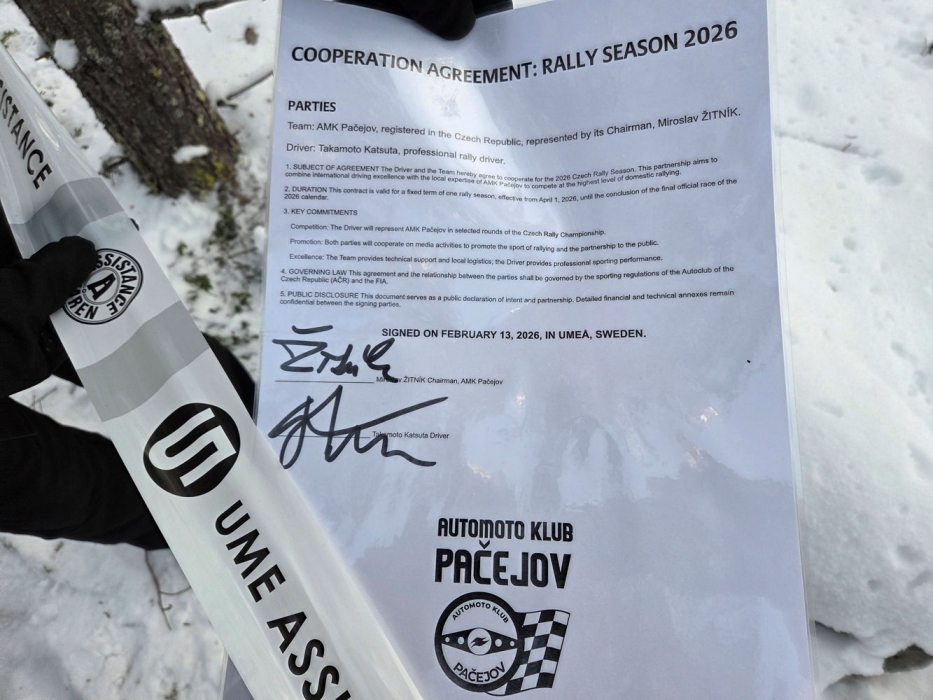 COOPERATION AGREEMENT: RALLY SEASON 2026
PARTIES
Team: AMK Pačejov, registered in the Czech Republic, represented by its Chairman, Miroslav ŽITNÍK.
Driver: Takamoto Katsuta, professional rally driver.
1. SUBJECT OF AGREEMENT The Driver and the Team hereby agree to cooperate for the 2026 Czech Rally Season. This partnership aims to
combine international driving excellence with the local expertise of AMK Pačejov to compete at the highest level of domestic rallying.
2. DURATION This contract is valid for a fixed term of one rally season, effective from April 1, 2026, until the conclusion of the final official race of the
2026 calendar.
3. KEY COMMITMENTS
Competition: The Driver will represent AMK Pačejov in selected rounds of the Czech Rally Championship.
Promotion: Both parties will cooperate on media activities to promote the sport of rallying and the partnership to the public.
Excellence: The Team provides technical support and local logistics; the Driver provides professional sporting performance.
4. GOVERNING LAW This agreement and the relationship between the parties shall be governed by the sporting regulations of the Autoclub of the
Czech Republic (AČR) and the FIA.
5. PUBLIC DISCLOSURE This document serves as a public declaration of intent and partnership. Detailed financial and technical annexes remain
confidential between the signing parties.
SIGNED ON FEBRUARY 13, 2026, IN UMEÅ, SWEDEN.
Miroslav ŽITNÍK Chairman, AMK Pačejov
Takamoto Katsuta Driver
AUTOMOTO KLUB
PAČEJOV
AUTOMOTO KLUB
PAČEJOV
ISTANCE
ASSISTANCE
A
REN
UME ASSI